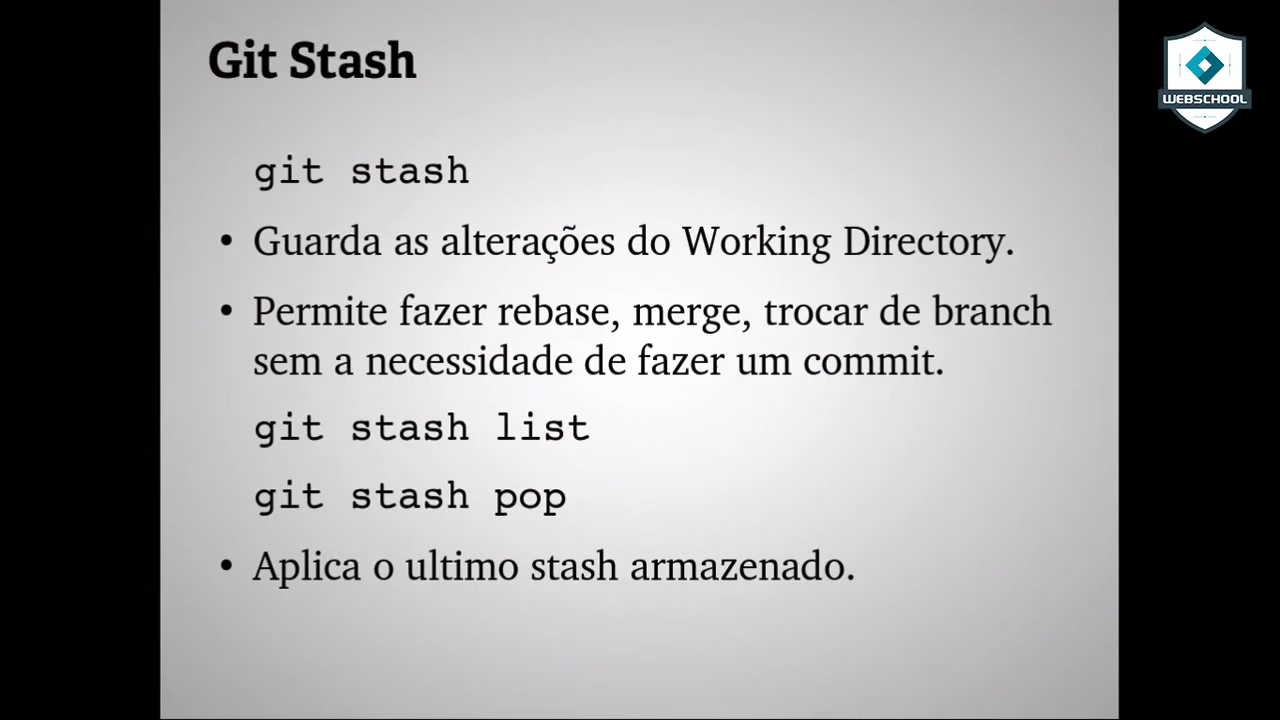 Git Stash
WEBSCHOOL
git stash
• Guarda as alterações do Working Directory.
• Permite fazer rebase, merge, trocar de branch
sem a necessidade de fazer um commit.
git stash list
git stash pop
• Aplica o ultimo stash armazenado.